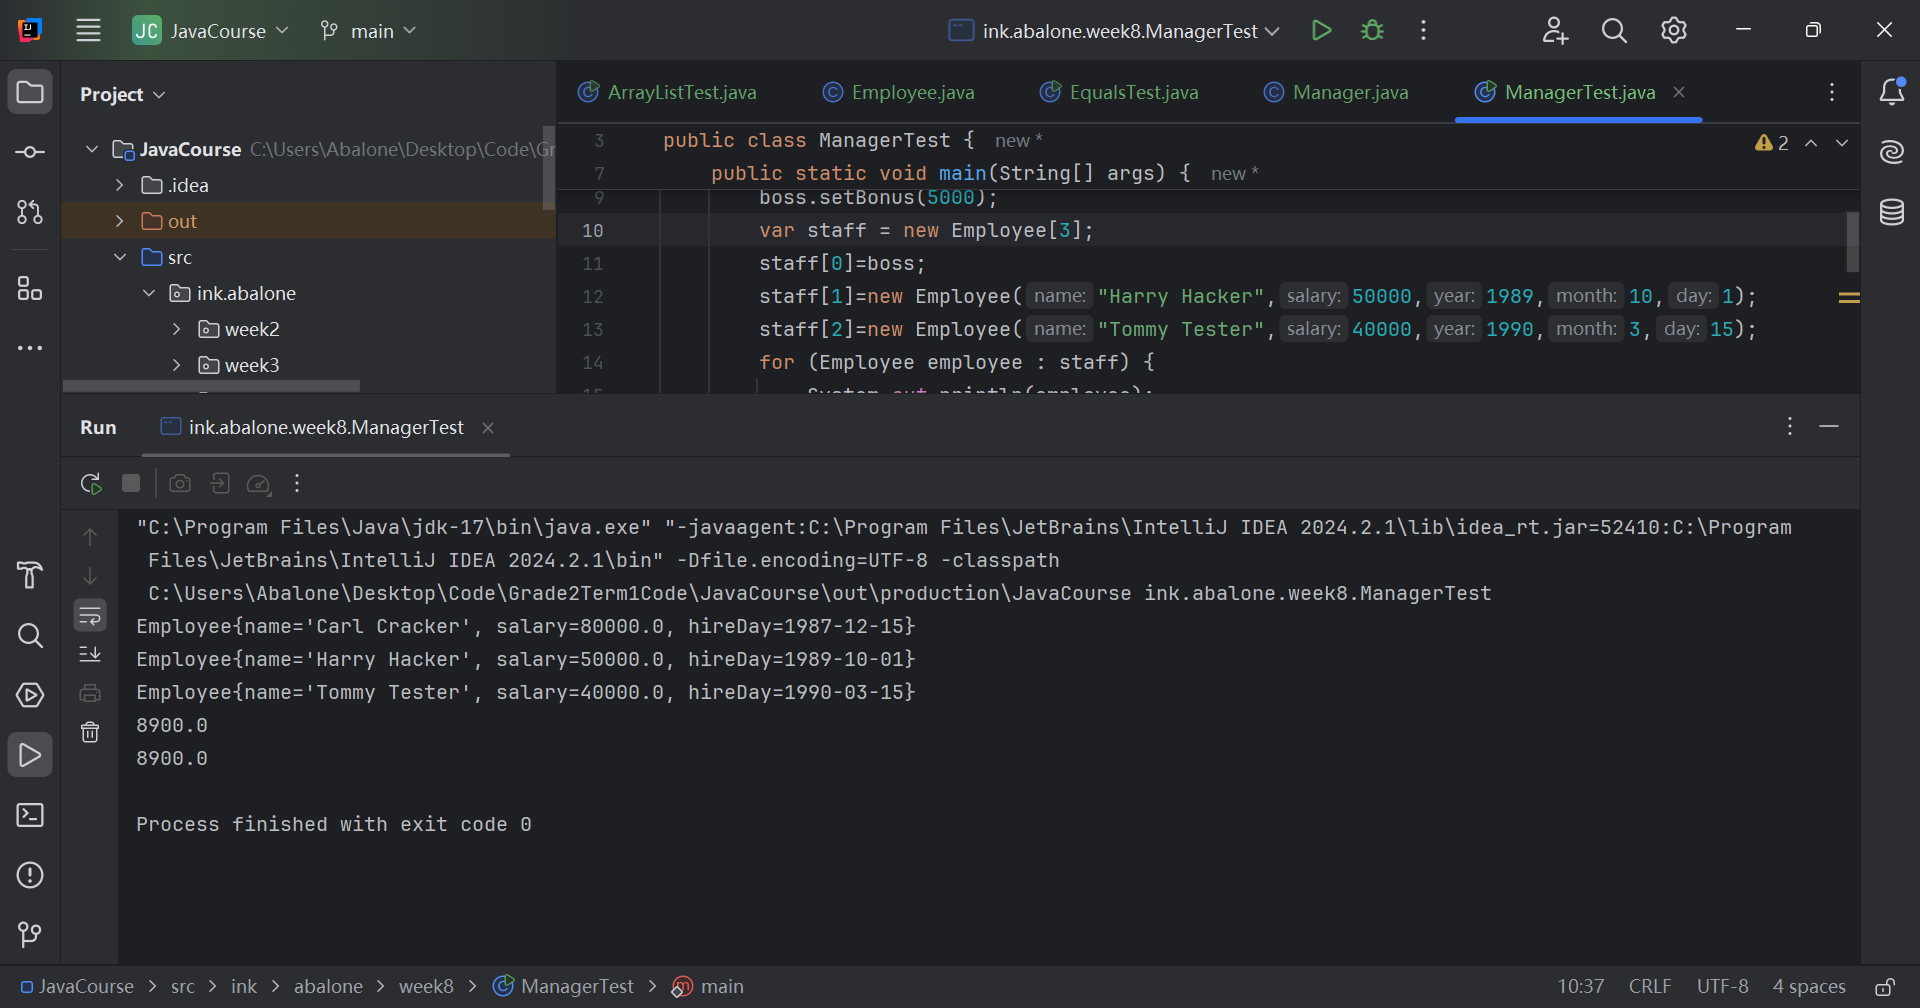 JC JavaCourse main ink.abalone.week8.ManagerTest
Project
JavaCourse C:\Users\Abalone\Desktop\Code\Gr
.idea
out
src
ink.abalone
week2
week3
ArrayListTest.java Employee.java EqualsTest.java Manager.java ManagerTest.java
3 public class ManagerTest { new *
7 public static void main(String[] args) { new *
9 boss.setBonus(5000);
10 var staff = new Employee[3];
11 staff[0]=boss;
12 staff[1]=new Employee( name: "Harry Hacker", salary: 50000, year: 1989, month: 10, day: 1);
13 staff[2]=new Employee( name: "Tommy Tester", salary: 40000, year: 1990, month: 3, day: 15);
14 for (Employee employee : staff) {
15 System.out.println(employee);
2
Run ink.abalone.week8.ManagerTest
"C:\Program Files\Java\jdk-17\bin\java.exe" "-javaagent:C:\Program Files\JetBrains\IntelliJ IDEA 2024.2.1\lib\idea_rt.jar=52410:C:\Program
Files\JetBrains\IntelliJ IDEA 2024.2.1\bin" -Dfile.encoding=UTF-8 -classpath
C:\Users\Abalone\Desktop\Code\Grade2Term1Code\JavaCourse\out\production\JavaCourse ink.abalone.week8.ManagerTest
Employee{name='Carl Cracker', salary=80000.0, hireDay=1987-12-15}
Employee{name='Harry Hacker', salary=50000.0, hireDay=1989-10-01}
Employee{name='Tommy Tester', salary=40000.0, hireDay=1990-03-15}
8900.0
8900.0
Process finished with exit code 0
JavaCourse > src > ink > abalone > week8 > ManagerTest > main 10:37 CRLF UTF-8 4 spaces